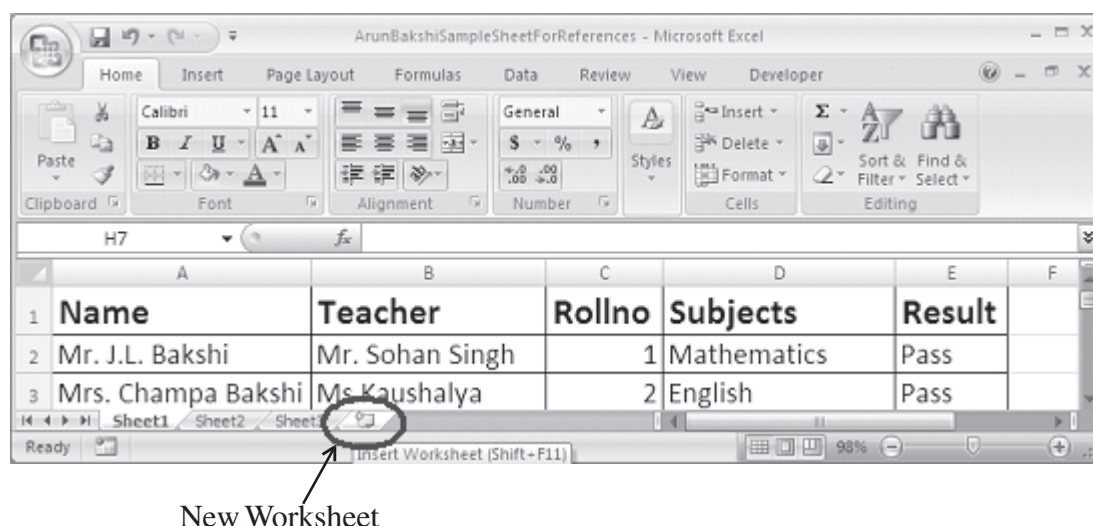 ArunBakshiSampleSheetForReferences - Microsoft Excel
Home Insert Page Layout Formulas Data Review View Developer
Calibri 11 General Insert Σ
B I U A A $ % , Delete
Paste Styles Format Sort & Filter Find & Select
Clipboard Font Alignment Number Cells Editing
H7 fx
A B C D E F
1 Name Teacher Rollno Subjects Result
2 Mr. J.L. Bakshi Mr. Sohan Singh 1 Mathematics Pass
3 Mrs. Champa Bakshi Ms Kaushalya 2 English Pass
Sheet1 Sheet2
Ready Insert Worksheet (Shift+F11) 98%
New Worksheet